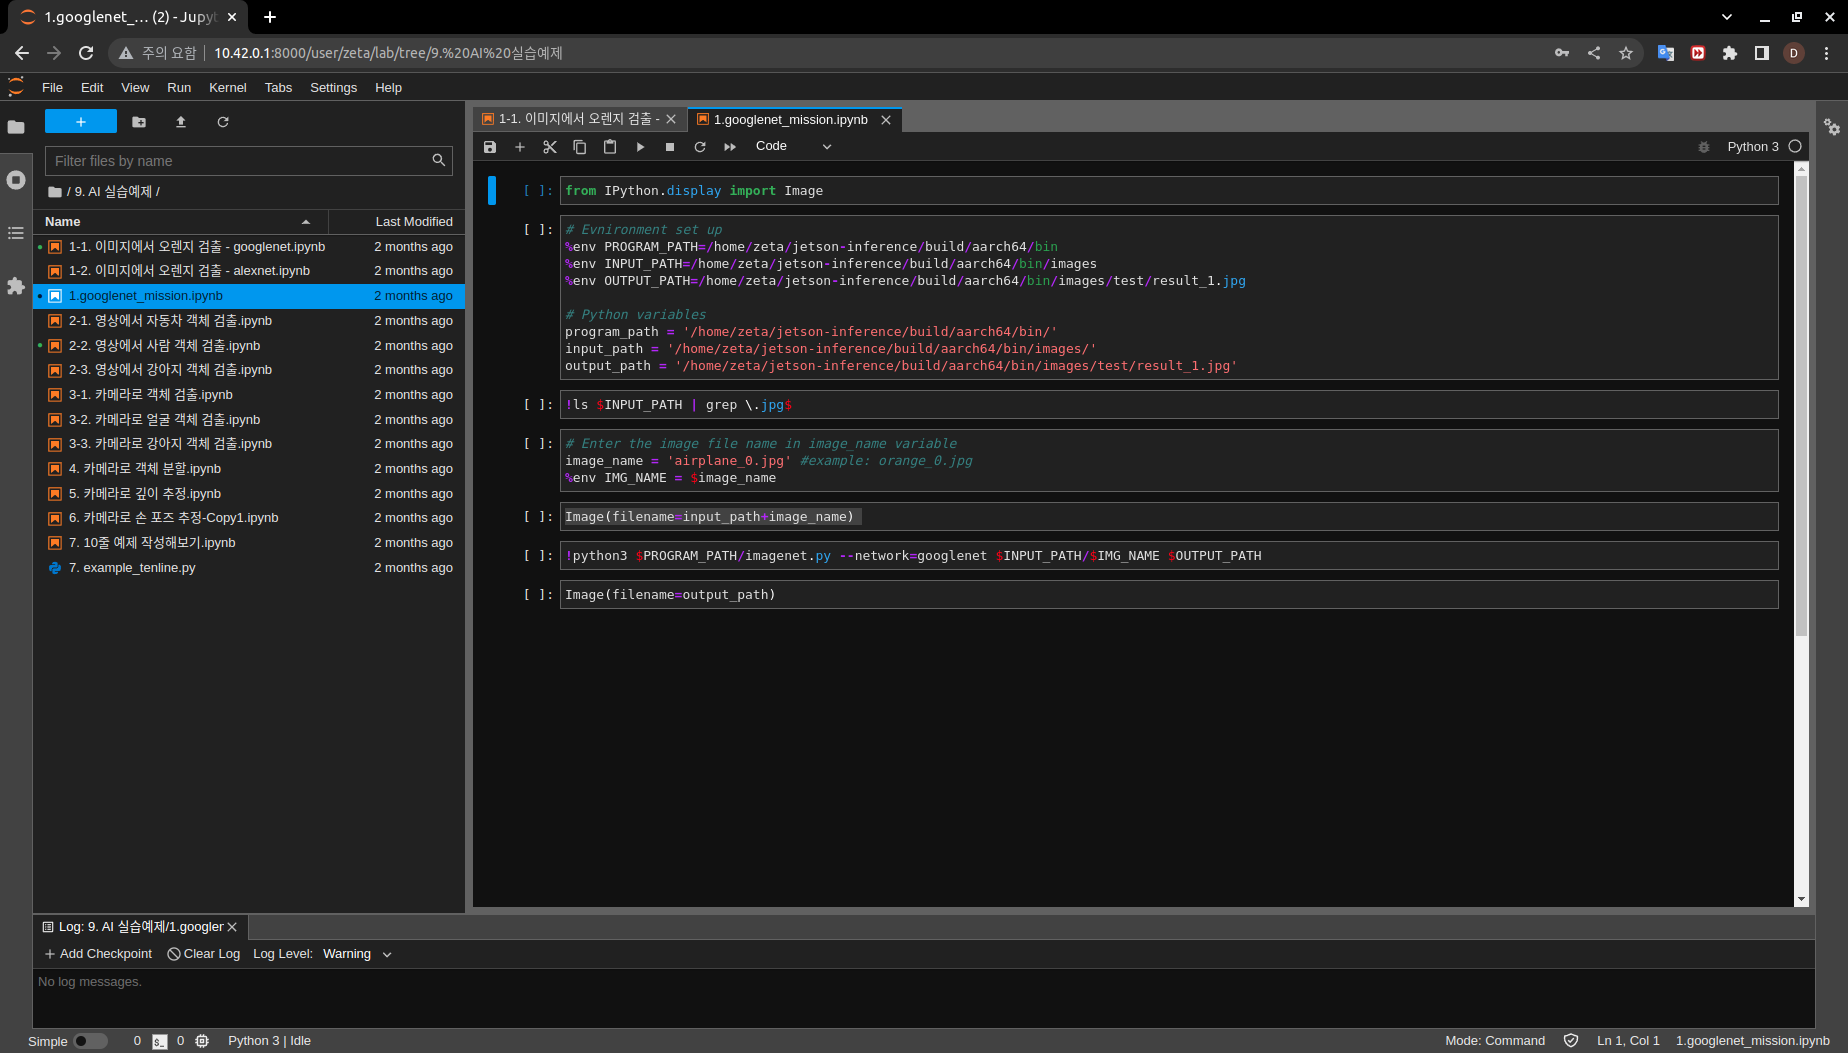 1.googlenet_... (2) - Jupyt
주의 요함 10.42.0.1:8000/user/zeta/lab/tree/9.%20AI%20실습예제
D
File Edit View Run Kernel Tabs Settings Help
Filter files by name
/ 9. AI 실습예제 /
Name Last Modified
1-1. 이미지에서 오렌지 검출 - googlenet.ipynb 2 months ago
1-2. 이미지에서 오렌지 검출 - alexnet.ipynb 2 months ago
1.googlenet_mission.ipynb 2 months ago
2-1. 영상에서 자동차 객체 검출.ipynb 2 months ago
2-2. 영상에서 사람 객체 검출.ipynb 2 months ago
2-3. 영상에서 강아지 객체 검출.ipynb 2 months ago
3-1. 카메라로 객체 검출.ipynb 2 months ago
3-2. 카메라로 얼굴 객체 검출.ipynb 2 months ago
3-3. 카메라로 강아지 객체 검출.ipynb 2 months ago
4. 카메라로 객체 분할.ipynb 2 months ago
5. 카메라로 깊이 추정.ipynb 2 months ago
6. 카메라로 손 포즈 추정-Copy1.ipynb 2 months ago
7. 10줄 예제 작성해보기.ipynb 2 months ago
7. example_tenline.py 2 months ago
1-1. 이미지에서 오렌지 검출 - 1.googlenet_mission.ipynb
Code Python 3
[ ]: from IPython.display import Image
[ ]: # Evnironment set up
%env PROGRAM_PATH=/home/zeta/jetson-inference/build/aarch64/bin
%env INPUT_PATH=/home/zeta/jetson-inference/build/aarch64/bin/images
%env OUTPUT_PATH=/home/zeta/jetson-inference/build/aarch64/bin/images/test/result_1.jpg
# Python variables
program_path = '/home/zeta/jetson-inference/build/aarch64/bin/'
input_path = '/home/zeta/jetson-inference/build/aarch64/bin/images/'
output_path = '/home/zeta/jetson-inference/build/aarch64/bin/images/test/result_1.jpg'
[ ]: !ls $INPUT_PATH | grep \.jpg$
[ ]: # Enter the image file name in image_name variable
image_name = 'airplane_0.jpg' #example: orange_0.jpg
%env IMG_NAME = $image_name
[ ]: Image(filename=input_path+image_name)
[ ]: !python3 $PROGRAM_PATH/imagenet.py --network=googlenet $INPUT_PATH/$IMG_NAME $OUTPUT_PATH
[ ]: Image(filename=output_path)
Log: 9. AI 실습예제/1.googler
Add Checkpoint Clear Log Log Level: Warning
No log messages.
Simple 0 0 Python 3 | Idle Mode: Command Ln 1, Col 1 1.googlenet_mission.ipynb